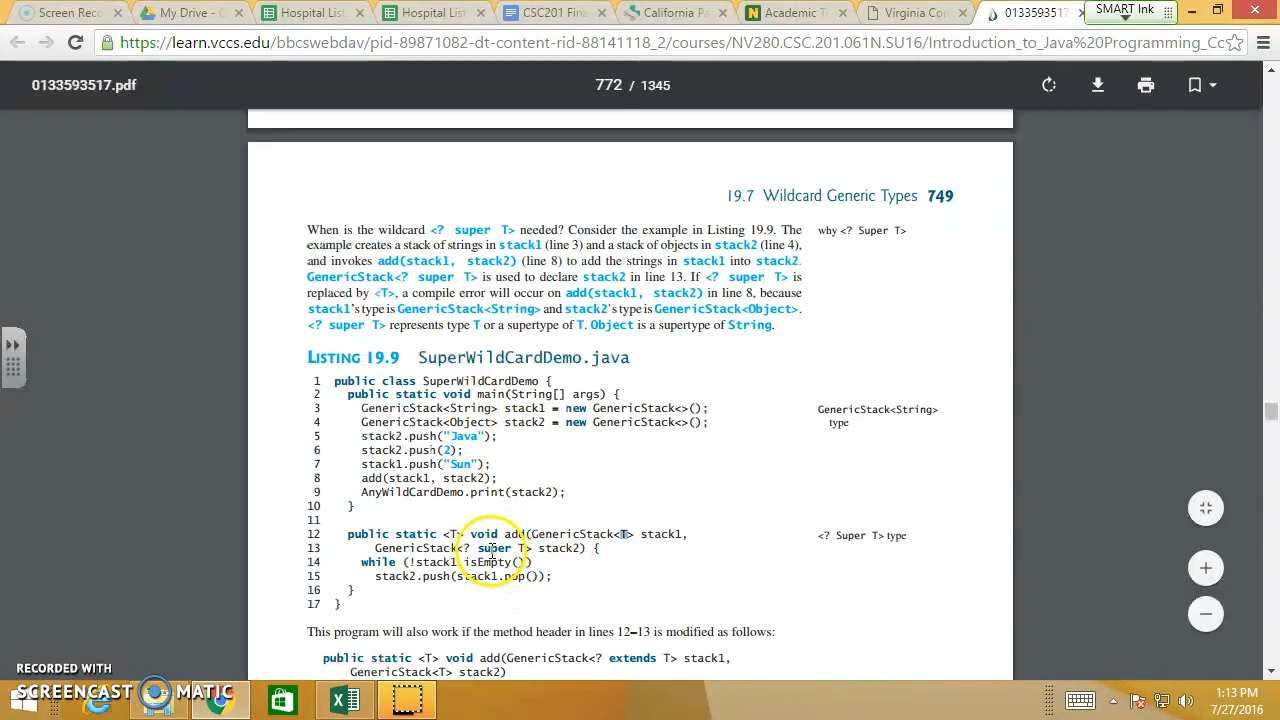 Screen Reco
My Drive - G
Hospital List
Hospital List
CSC201 Fina
California Pa
Academic T
Virginia Con
0133593517
SMART Ink
https://learn.vccs.edu/bbcswebdav/pid-89871082-dt-content-rid-88141118_2/courses/NV280.CSC.201.061N.SU16/Introduction_to_Java%20Programming_Co
0133593517.pdf
772 / 1345
19.7 Wildcard Generic Types 749
When is the wildcard <? super T> needed? Consider the example in Listing 19.9. The
why <? Super T>
example creates a stack of strings in stack1 (line 3) and a stack of objects in stack2 (line 4),
and invokes add(stack1, stack2) (line 8) to add the strings in stack1 into stack2.
GenericStack<? super T> is used to declare stack2 in line 13. If <? super T> is
replaced by <T>, a compile error will occur on add(stack1, stack2) in line 8, because
stack1's type is GenericStack<String> and stack2's type is GenericStack<Object>.
<? super T> represents type T or a supertype of T. Object is a supertype of String.
LISTING 19.9 SuperWildCardDemo.java
1 public class SuperWildCardDemo {
2 public static void main(String[] args) {
3 GenericStack<String> stack1 = new GenericStack<>();
GenericStack<String>
4 GenericStack<Object> stack2 = new GenericStack<>();
type
5 stack2.push("Java");
6 stack2.push(2);
7 stack1.push("Sun");
8 add(stack1, stack2);
9 AnyWildCardDemo.print(stack2);
10 }
11
12 public static <T> void add(GenericStack<T> stack1,
<? Super T> type
13 GenericStack<? super T> stack2) {
14 while (!stack1.isEmpty())
15 stack2.push(stack1.pop());
16 }
17 }
This program will also work if the method header in lines 12–13 is modified as follows:
public static <T> void add(GenericStack<? extends T> stack1,
GenericStack<T> stack2)
RECORDED WITH
SCREENCAST MATIC
1:13 PM
7/27/2016